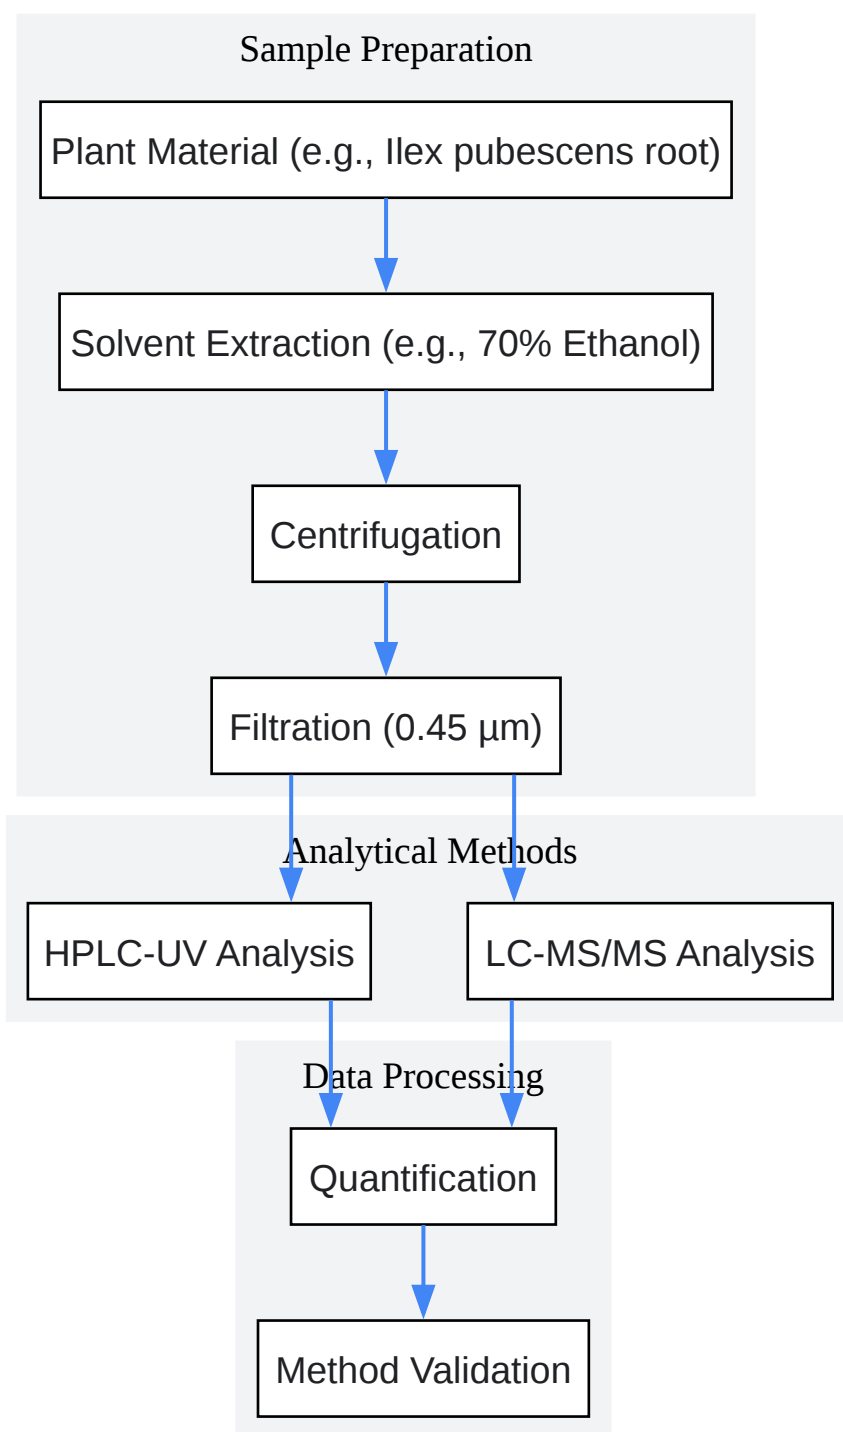 Sample Preparation
Plant Material (e.g., Ilex pubescens root)
Solvent Extraction (e.g., 70% Ethanol)
Centrifugation
Filtration (0.45 µm)
Analytical Methods
HPLC-UV Analysis
LC-MS/MS Analysis
Data Processing
Quantification
Method Validation